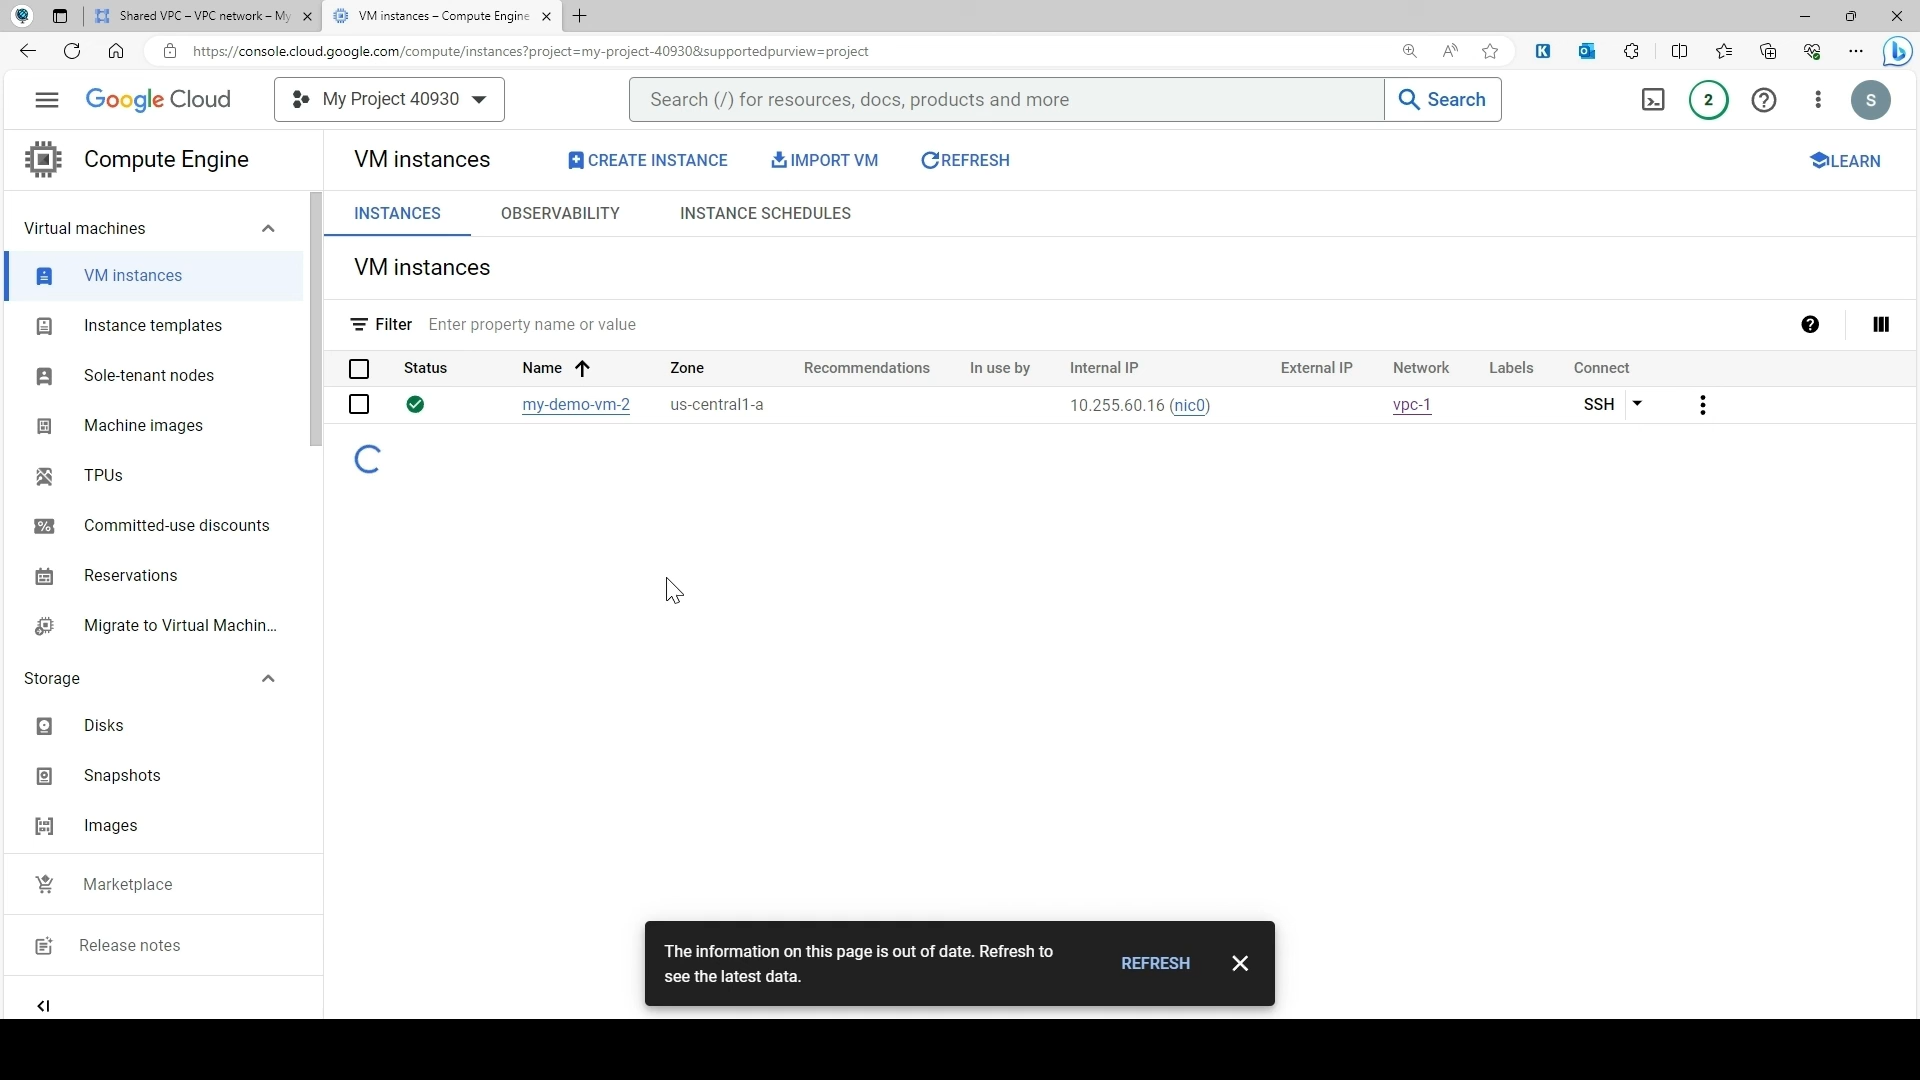 Shared VPC – VPC network – My
VM instances – Compute Engine
https://console.cloud.google.com/compute/instances?project=my-project-40930&supportedpurview=project
Google Cloud
My Project 40930
Search (/) for resources, docs, products and more
Search
2
S
Compute Engine
VM instances
CREATE INSTANCE
IMPORT VM
REFRESH
LEARN
Virtual machines
VM instances
Instance templates
Sole-tenant nodes
Machine images
TPUs
Committed-use discounts
Reservations
Migrate to Virtual Machin...
Storage
Disks
Snapshots
Images
Marketplace
Release notes
INSTANCES OBSERVABILITY INSTANCE SCHEDULES
VM instances
Filter Enter property name or value
Status Name Zone Recommendations In use by Internal IP External IP Network Labels Connect
my-demo-vm-2 us-central1-a 10.255.60.16 (nic0) vpc-1 SSH
The information on this page is out of date. Refresh to
see the latest data.
REFRESH